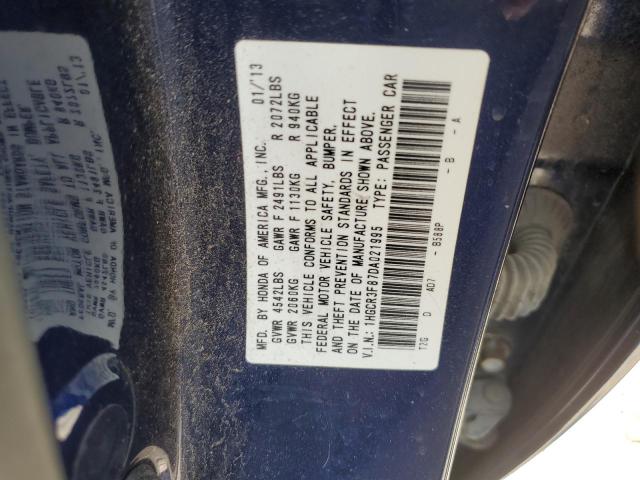 MFD. BY HONDA OF AMERICA MFG., INC. 01/13
GVWR 4542LBS GAWR F 2491LBS R 2072LBS
GVWR 2060KG GAWR F 1130KG R 940KG
THIS VEHICLE CONFORMS TO ALL APPLICABLE
FEDERAL MOTOR VEHICLE SAFETY, BUMPER,
AND THEFT PREVENTION STANDARDS IN EFFECT
ON THE DATE OF MANUFACTURE SHOWN ABOVE.
V.I.N.: 1HGCR3F87DA021995 TYPE: PASSENGER CAR
T2G D AD7 - B588P - B - A